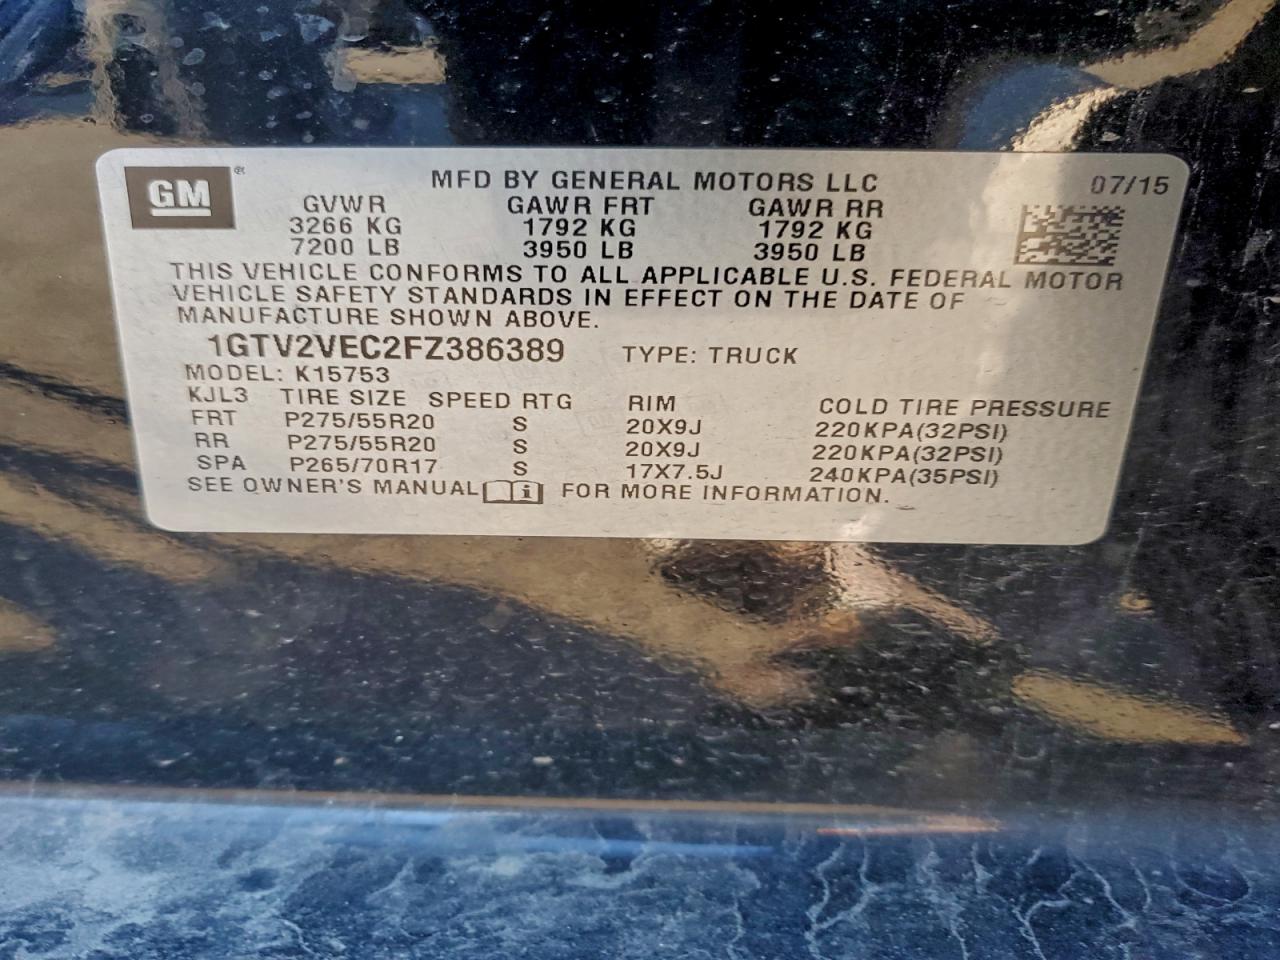 GM®
MFD BY GENERAL MOTORS LLC
07/15
GVWR GAWR FRT GAWR RR
3266 KG 1792 KG 1792 KG
7200 LB 3950 LB 3950 LB
THIS VEHICLE CONFORMS TO ALL APPLICABLE U.S. FEDERAL MOTOR
VEHICLE SAFETY STANDARDS IN EFFECT ON THE DATE OF
MANUFACTURE SHOWN ABOVE.
1GTV2VEC2FZ386389 TYPE: TRUCK
MODEL: K15753
KJL3 TIRE SIZE SPEED RTG RIM COLD TIRE PRESSURE
FRT P275/55R20 S 20X9J 220KPA(32PSI)
RR P275/55R20 S 20X9J 220KPA(32PSI)
SPA P265/70R17 S 17X7.5J 240KPA(35PSI)
SEE OWNER'S MANUAL i FOR MORE INFORMATION.